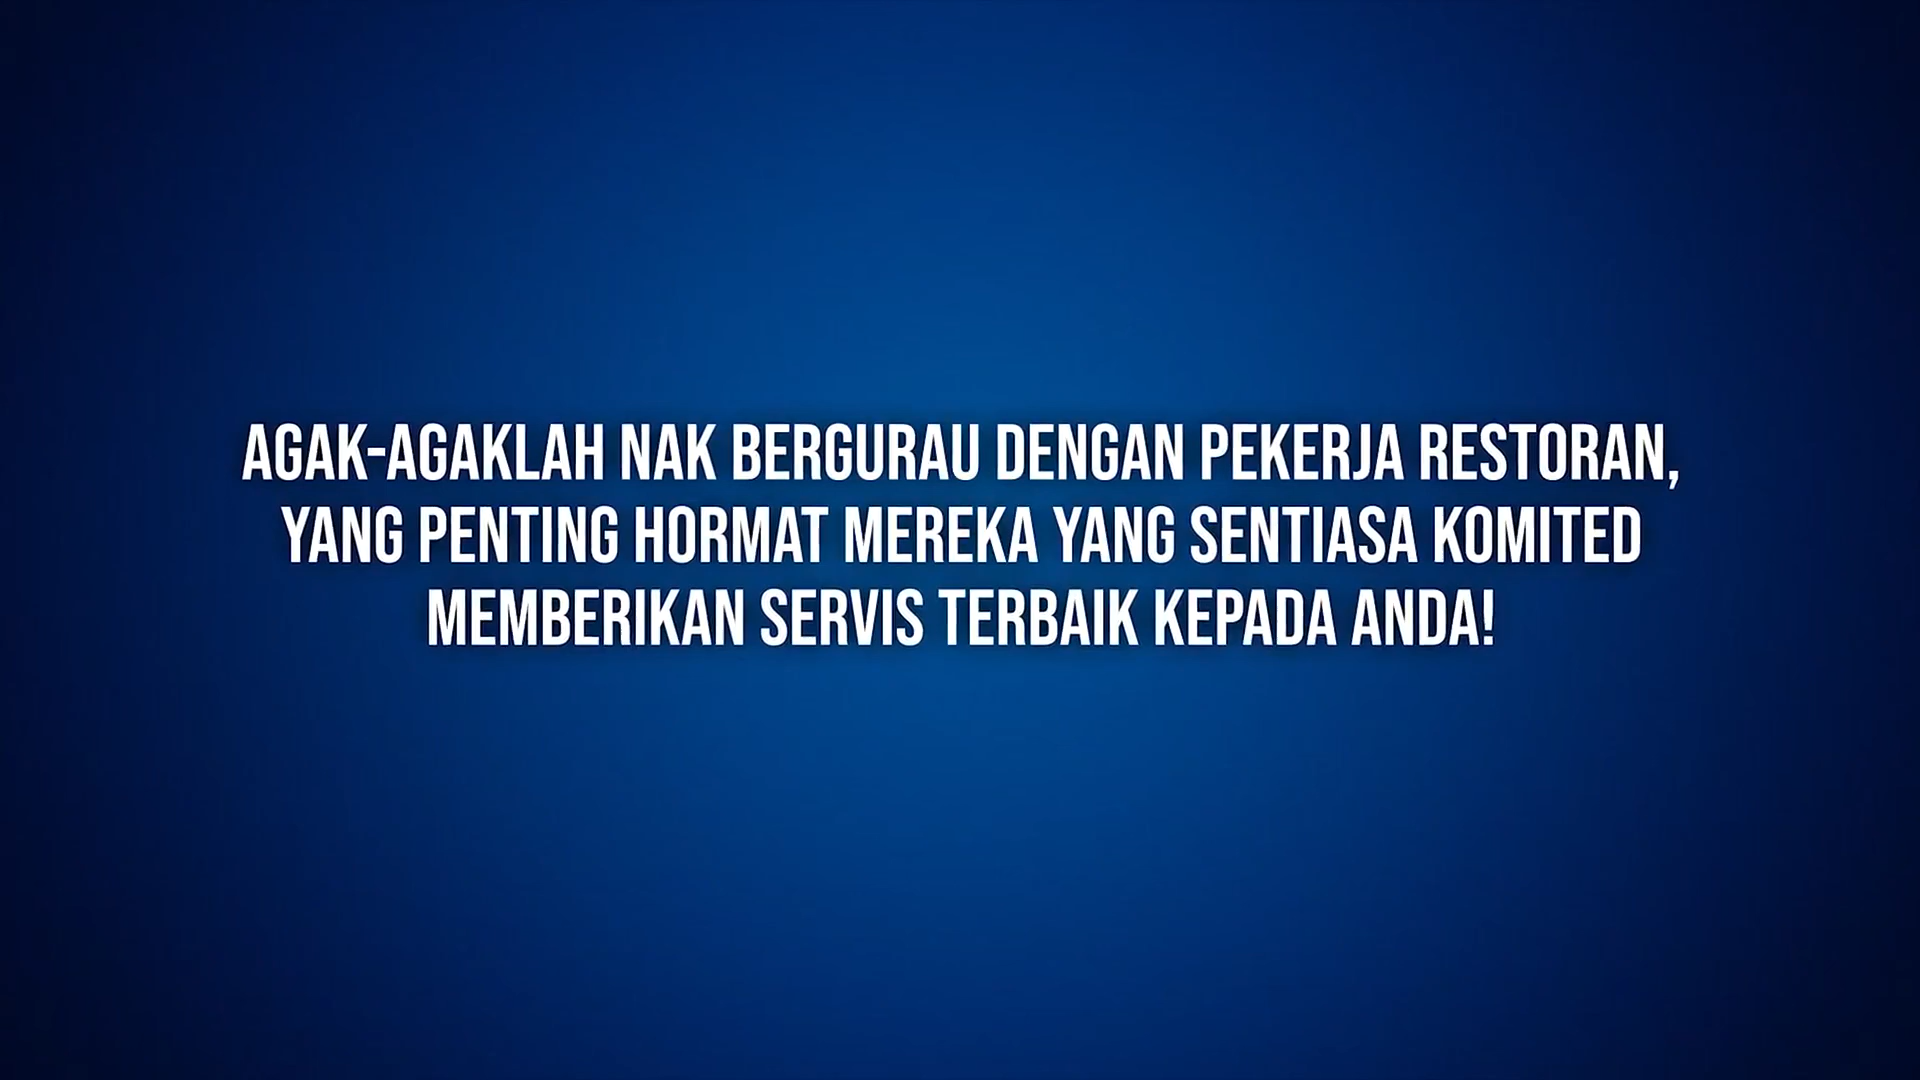 AGAK-AGAKLAH NAK BERGURAU DENGAN PEKERJA RESTORAN,
YANG PENTING HORMAT MEREKA YANG SENTIASA KOMITED
MEMBERIKAN SERVIS TERBAIK KEPADA ANDA!